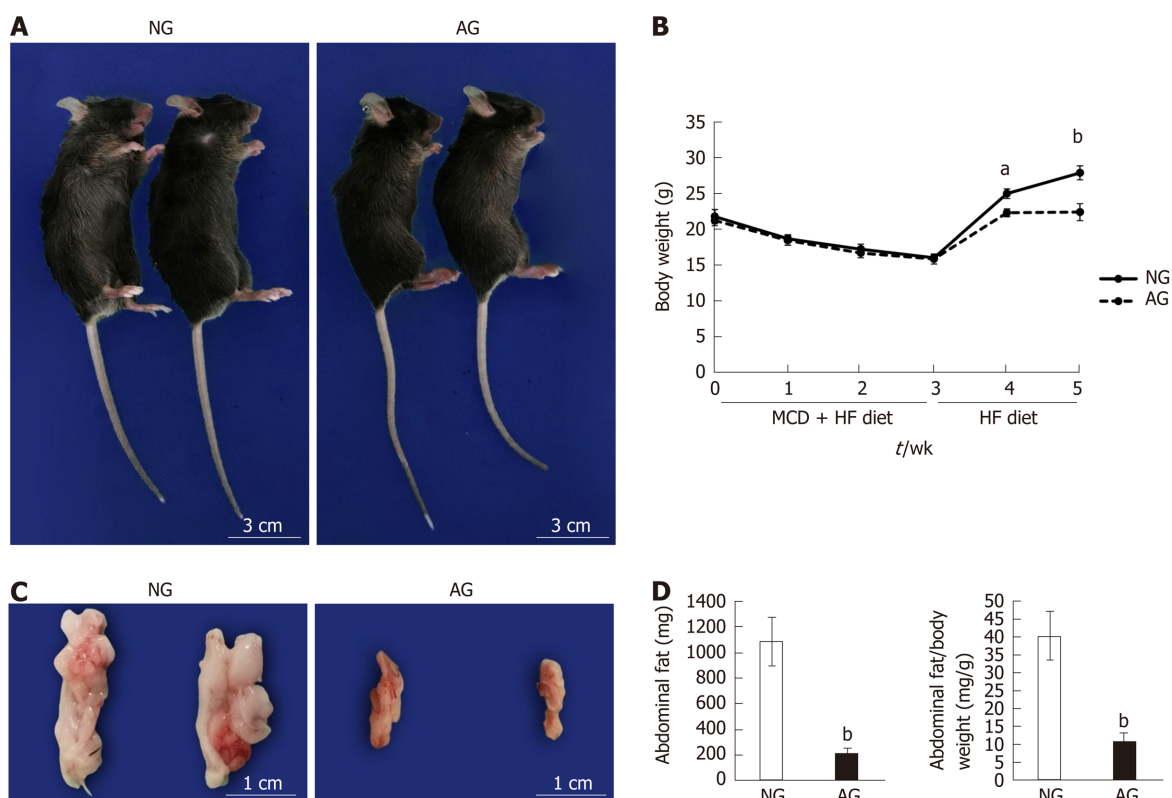 A
NG
AG
3 cm
3 cm
B
Body weight (g)
35
30
25
20
15
10
5
0
a
b
0 1 2 3 4 5
MCD + HF diet
HF diet
t/wk
NG
AG
C
NG
AG
1 cm
1 cm
D
Abdominal fat (mg)
1400
1200
1000
800
600
400
200
0
b
NG
AG
Abdominal fat/body
weight (mg/g)
50
45
40
35
30
25
20
15
10
5
0
b
NG
AG